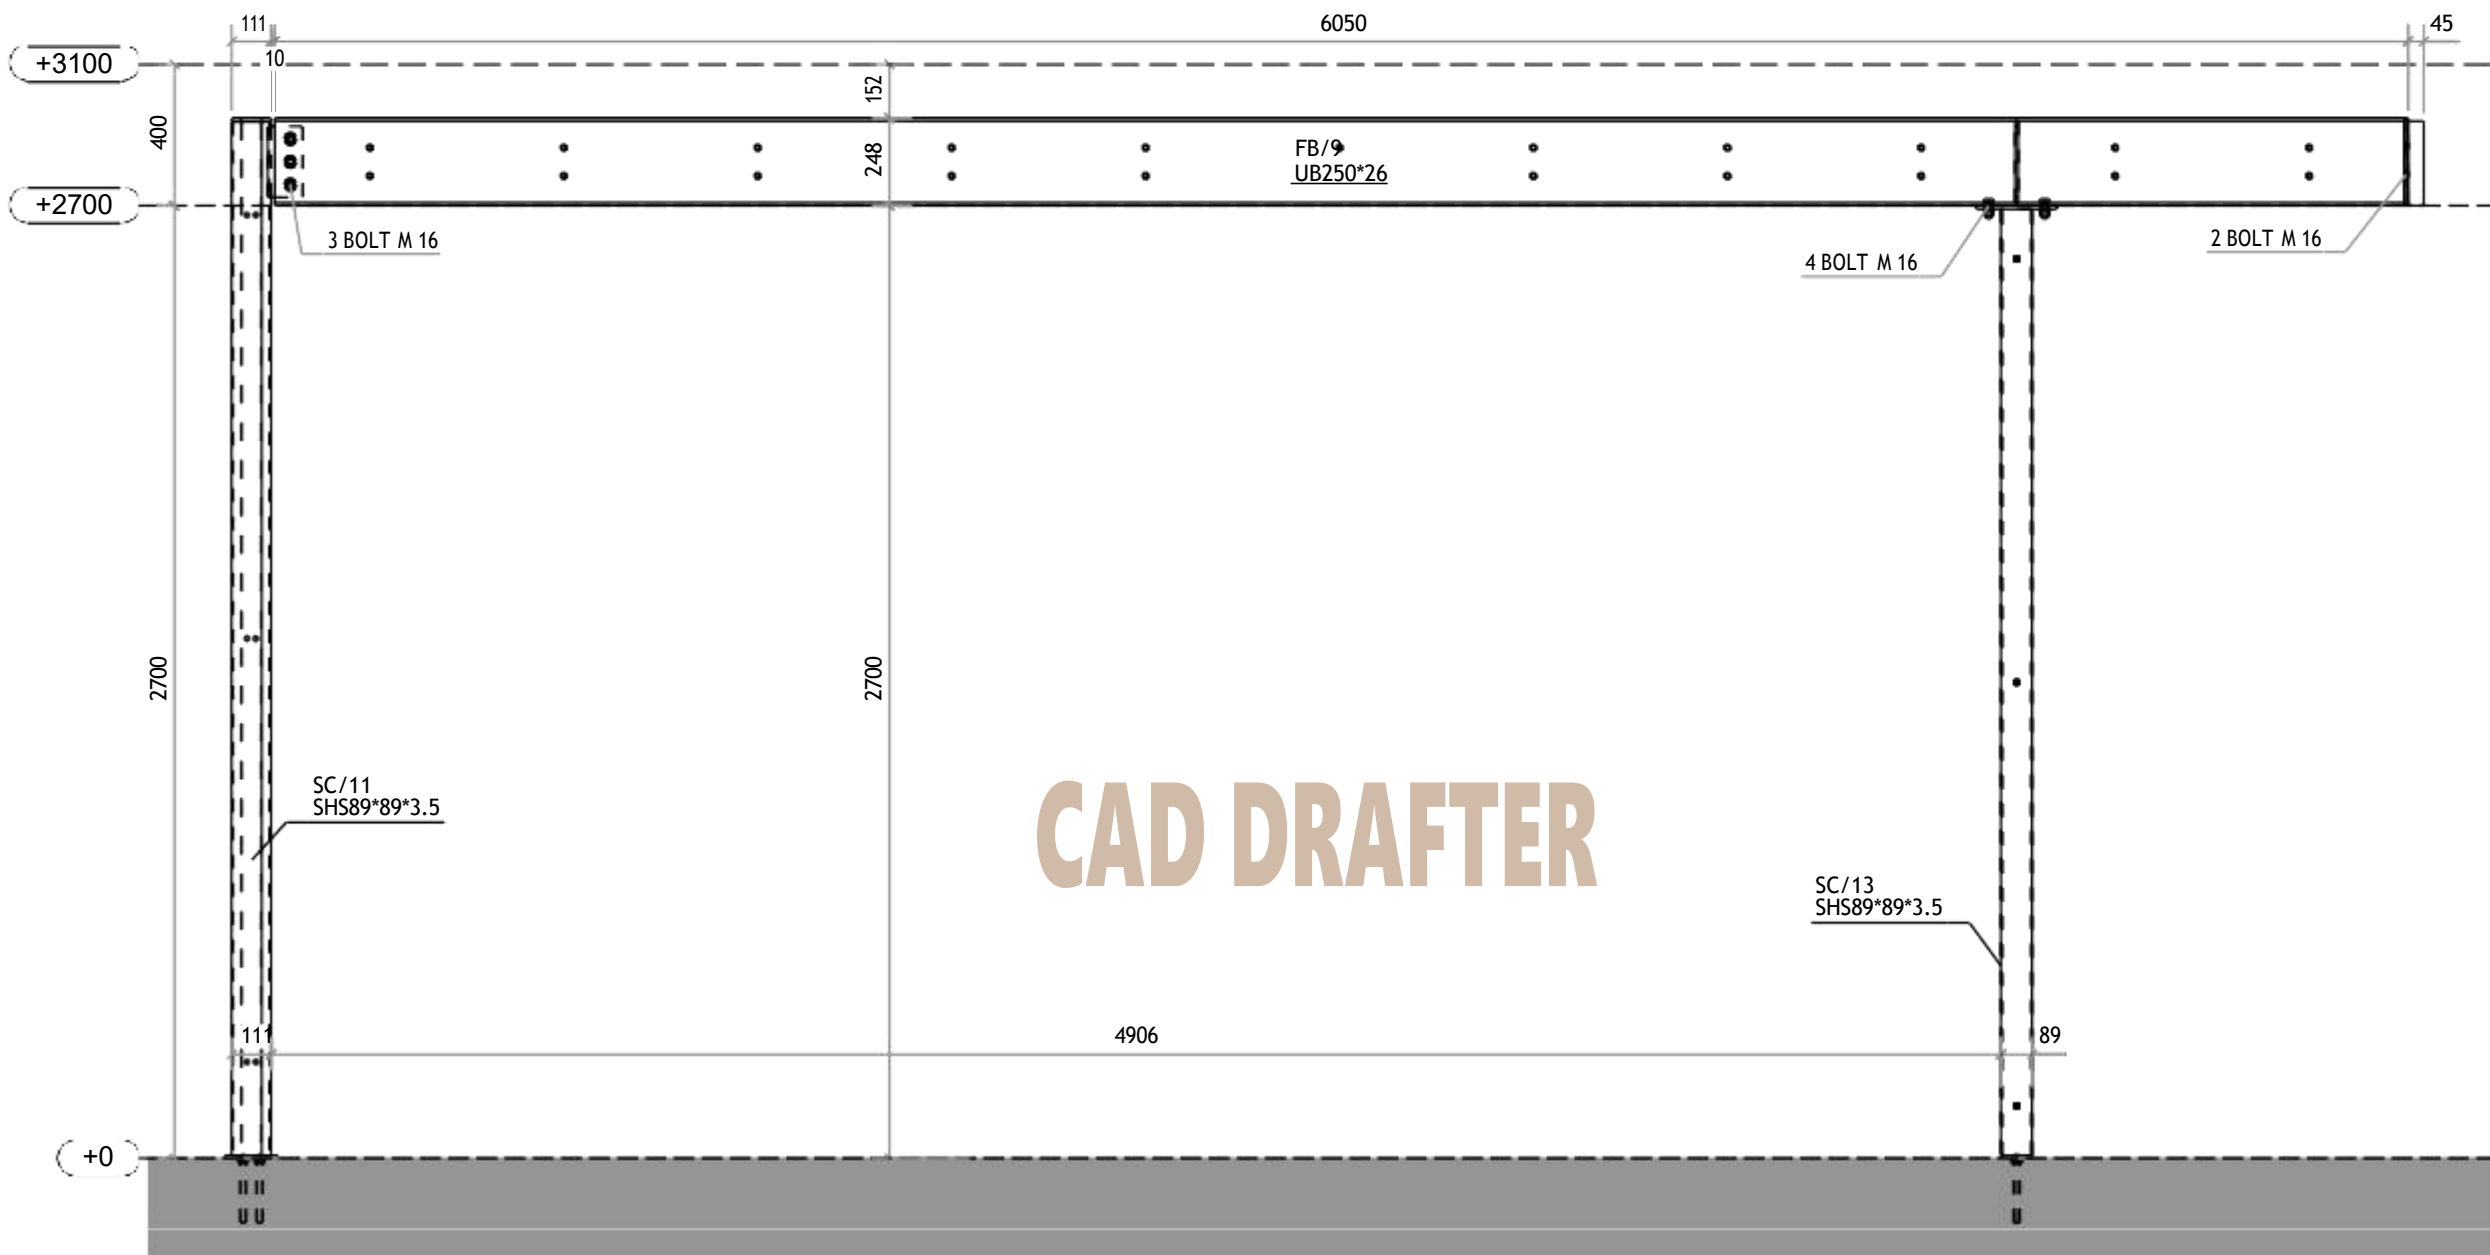 111
6050
45
+3100
10
152
400
248
FB/9
UB250*26
+2700
3 BOLT M 16
4 BOLT M 16
2 BOLT M 16
2700
2700
SC/11
SHS89*89*3.5
CAD DRAFTER
SC/13
SHS89*89*3.5
111
4906
89
+0